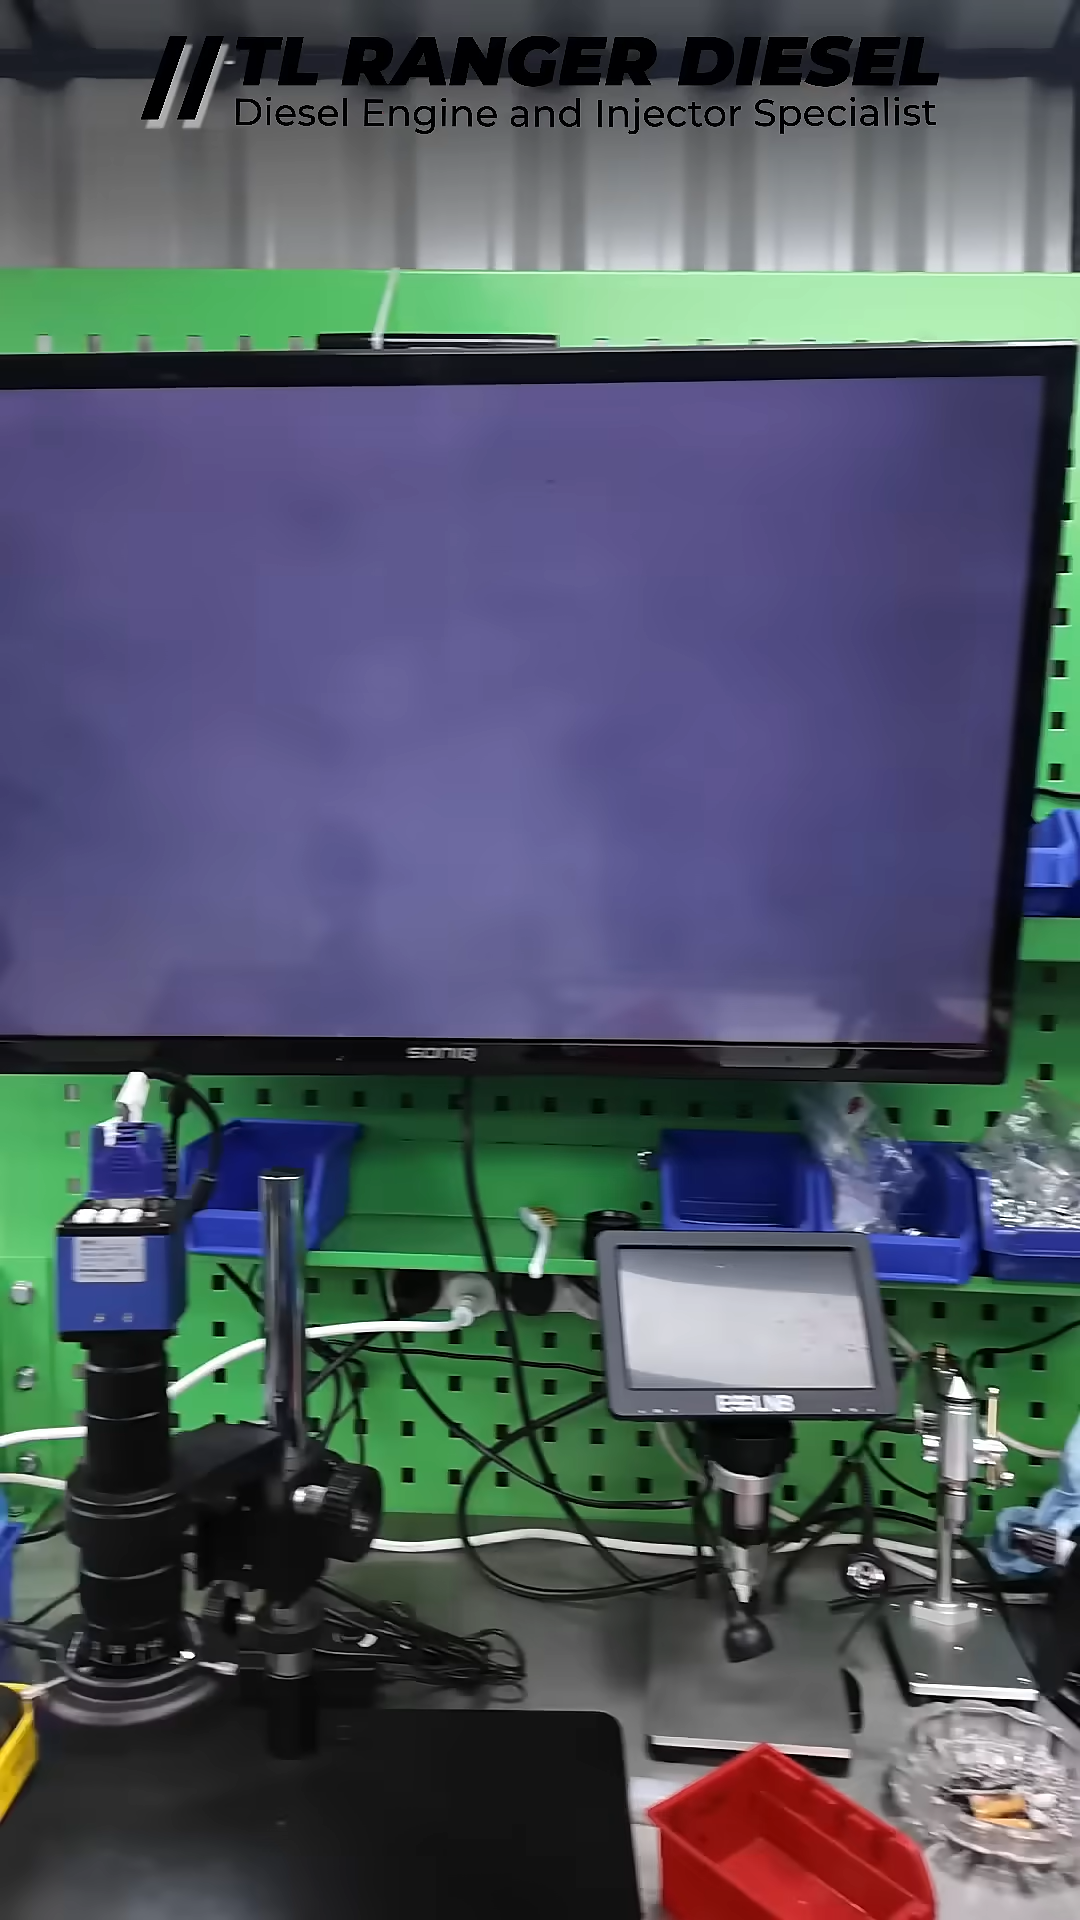 TL RANGER DIESEL
Diesel Engine and Injector Specialist
SONIQ